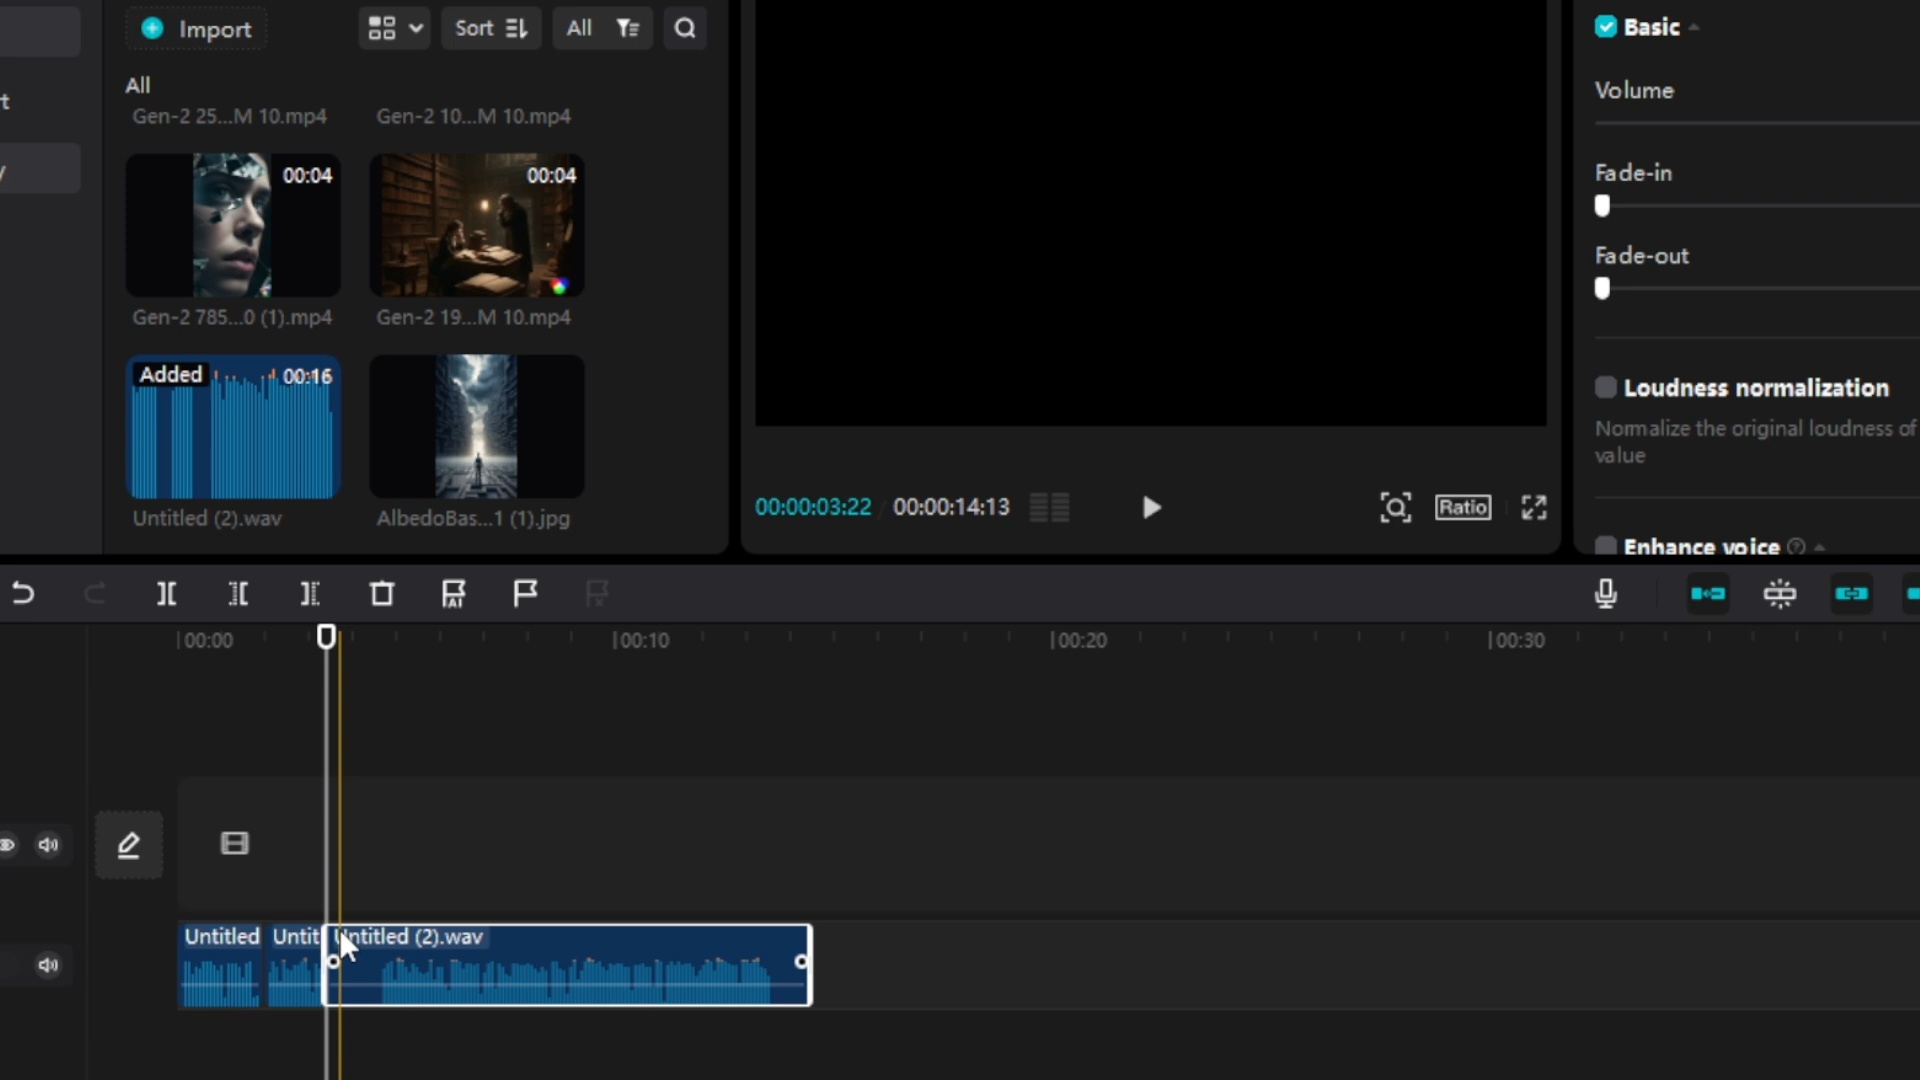 Import
Sort
All
All
Gen-2 25...M 10.mp4
Gen-2 10...M 10.mp4
00:04
00:04
Gen-2 785...0 (1).mp4
Gen-2 19...M 10.mp4
Added
00:16
Untitled (2).wav
AlbedoBas...1 (1).jpg
00:00:03:22
00:00:14:13
Ratio
Basic
Volume
Fade-in
Fade-out
Loudness normalization
Normalize the original loudness of
value
Enhance voice
t
y
AI
00:00
00:10
00:20
00:30
Untitled
Untit
Untitled (2).wav